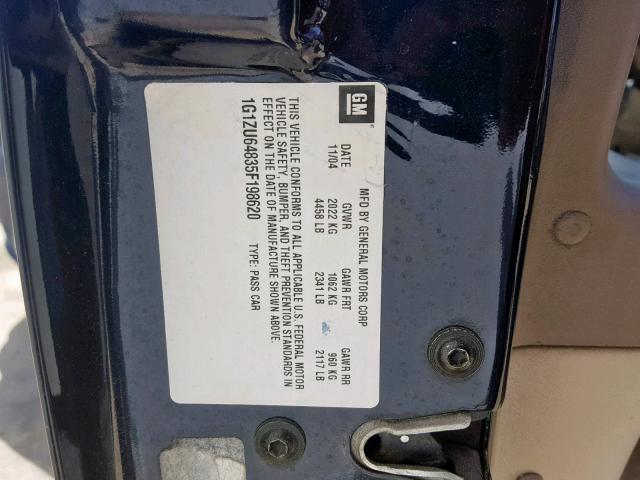 GM
MFD BY GENERAL MOTORS CORP
DATE GVWR GAWR FRT GAWR RR
11/04 2022 KG 1062 KG 960 KG
4458 LB 2341 LB 2117 LB
THIS VEHICLE CONFORMS TO ALL APPLICABLE U.S. FEDERAL MOTOR
VEHICLE SAFETY, BUMPER, AND THEFT PREVENTION STANDARDS IN
EFFECT ON THE DATE OF MANUFACTURE SHOWN ABOVE.
1G1ZU64835F198620 TYPE: PASS CAR